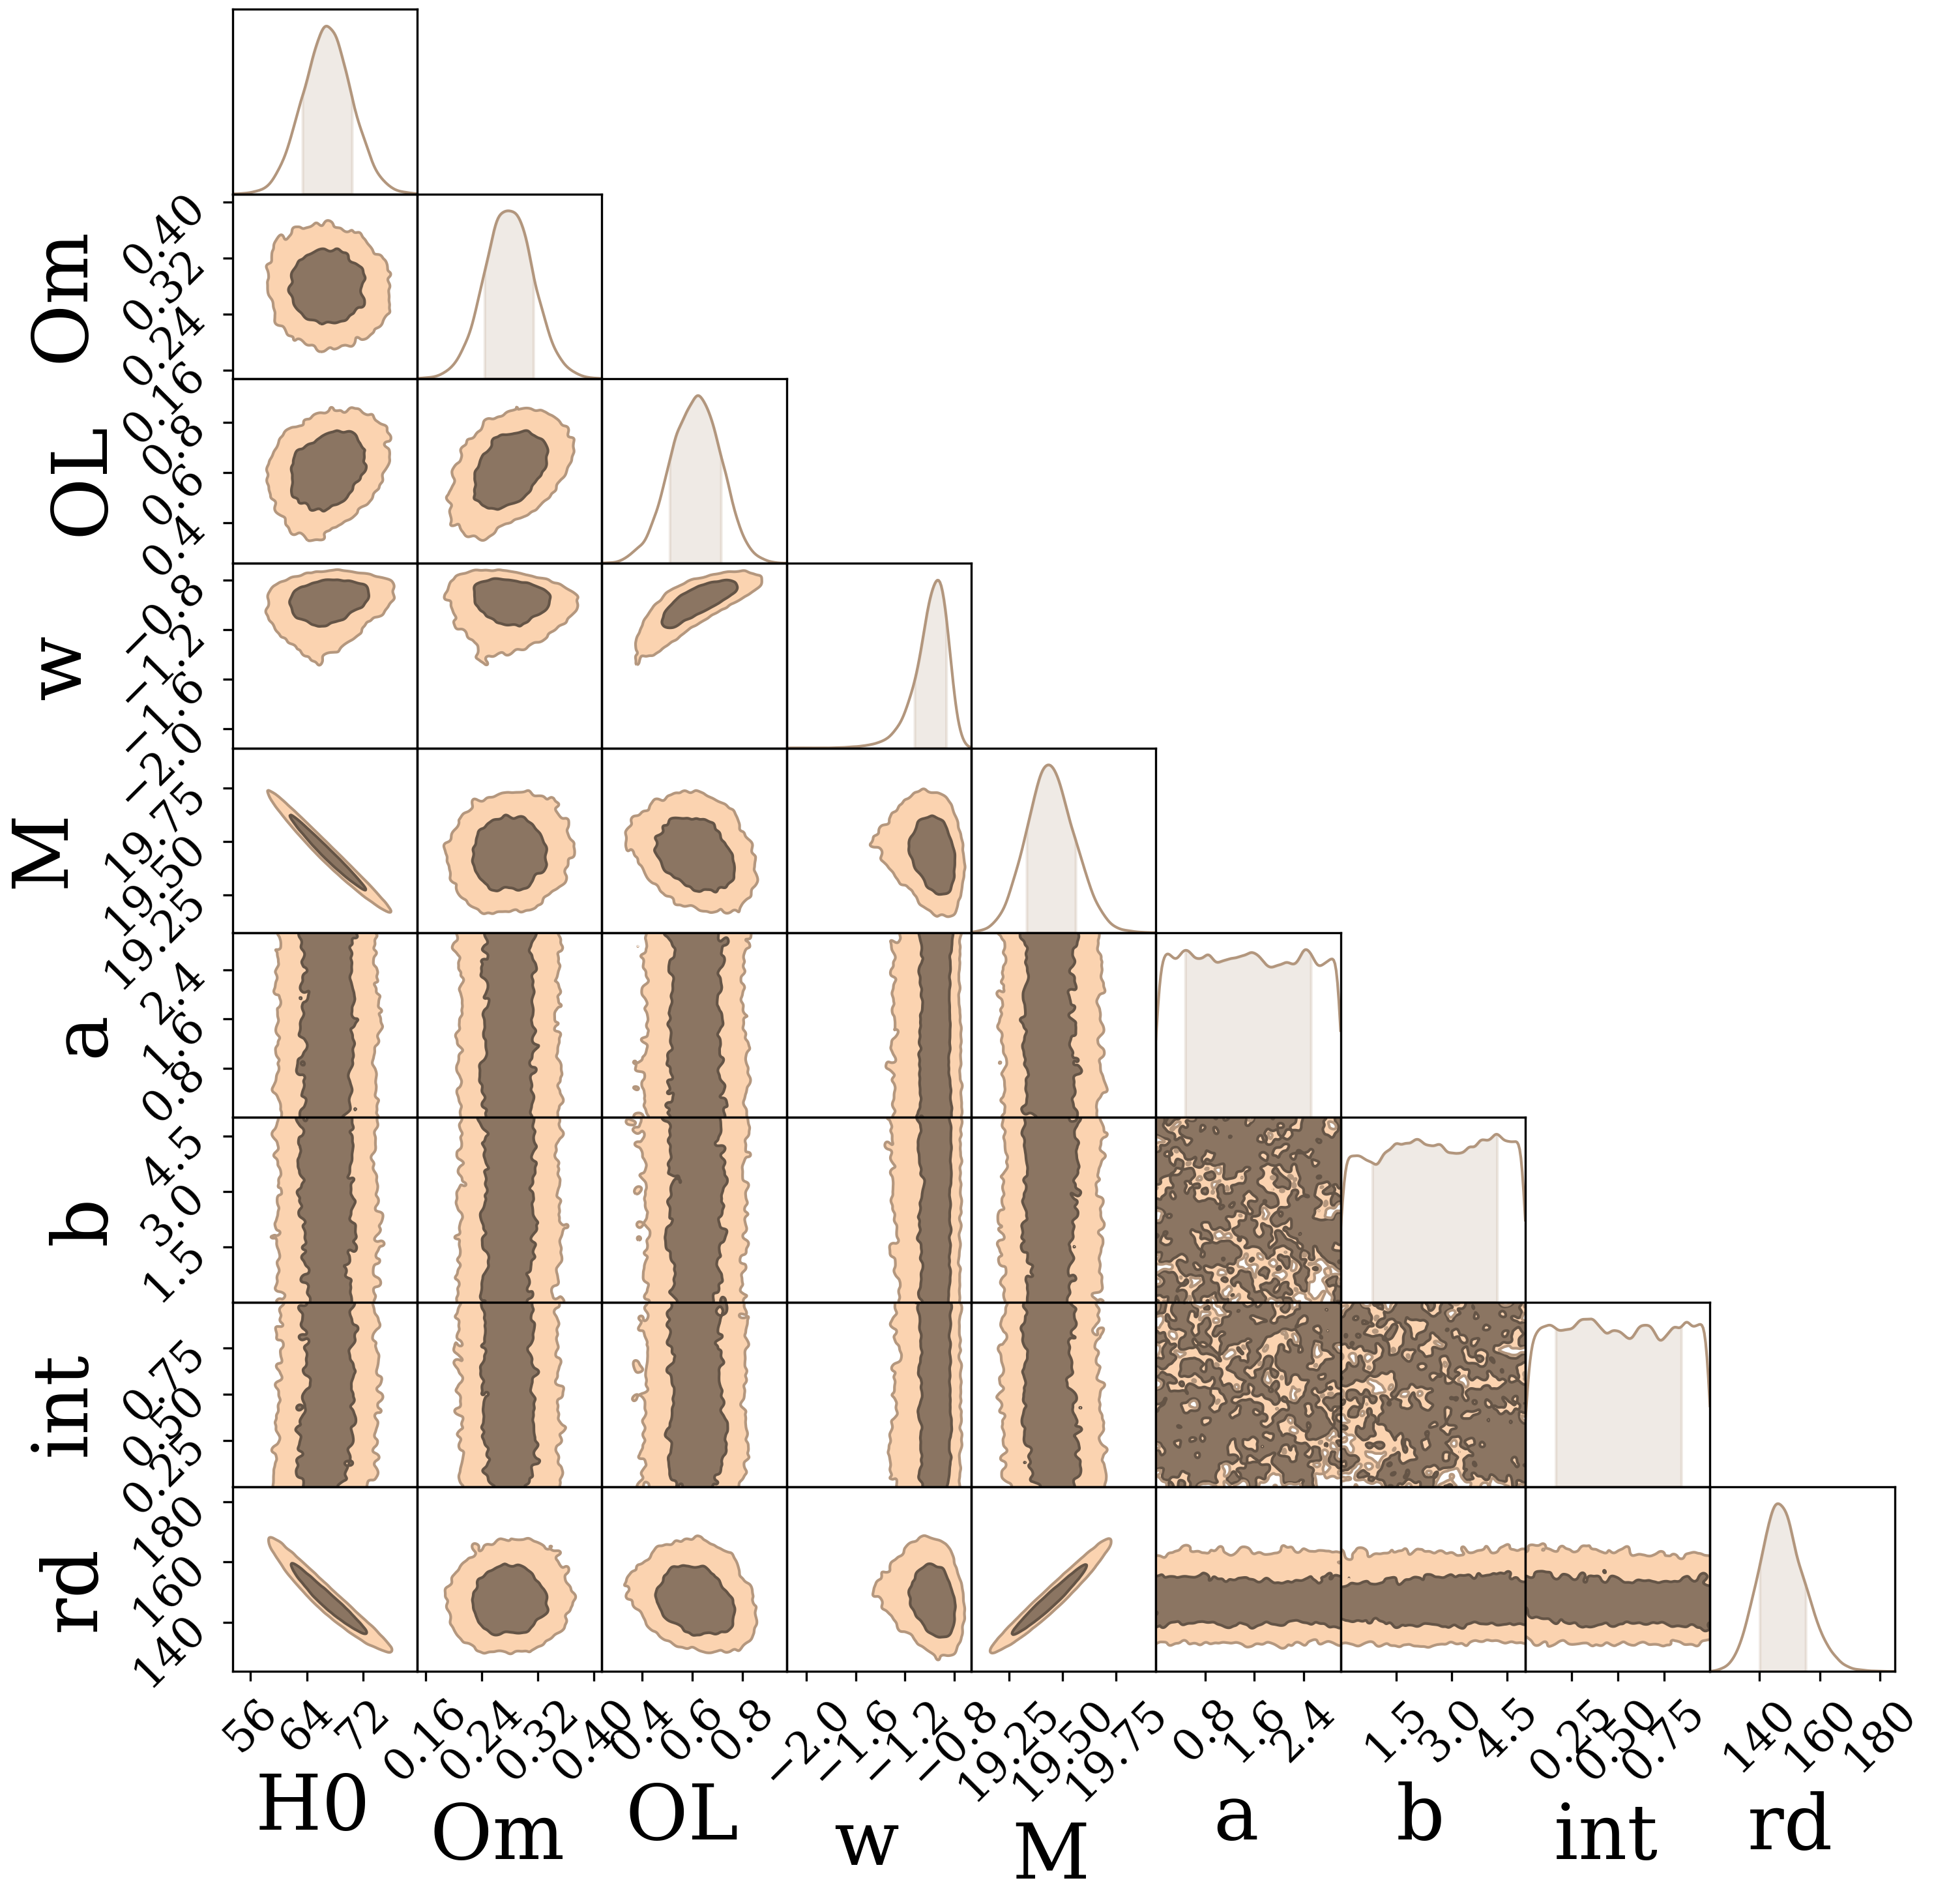 Om
0.40
0.32
0.24
0.16
OL
0.8
0.6
0.4
w
−0.8
−1.2
−1.6
−2.0
M
19.75
19.50
19.25
a
2.4
1.6
0.8
b
4.5
3.0
1.5
int
0.75
0.50
0.25
rd
180
160
140
56 64 72
0.16 0.24 0.32 0.40
0.4 0.6 0.8
−2.0 −1.6 −1.2 −0.8
19.25 19.50 19.75
0.8 1.6 2.4
1.5 3.0 4.5
0.25 0.50 0.75
140 160 180
H0 Om OL w M a b int rd